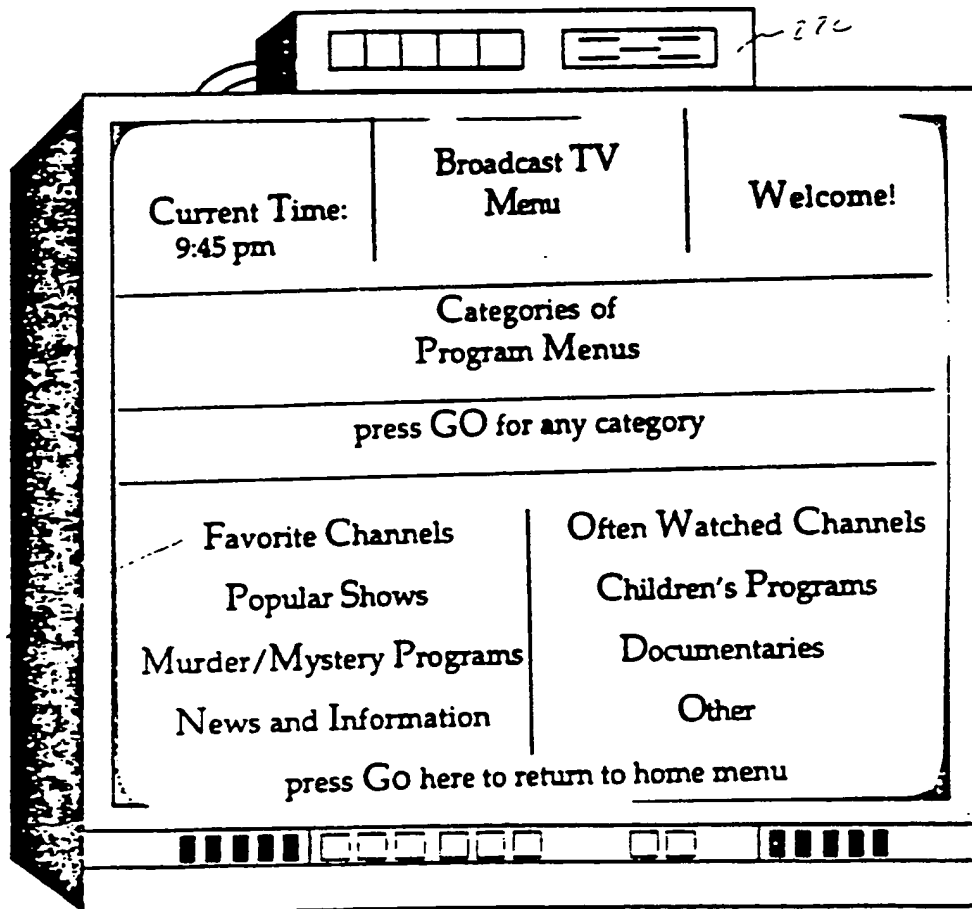 Broadcast TV
Menu
Current Time:
9:45 pm
Welcome!
Categories of
Program Menus
press GO for any category
Favorite Channels
Often Watched Channels
Popular Shows
Children's Programs
Murder/Mystery Programs
Documentaries
News and Information
Other
press Go here to return to home menu